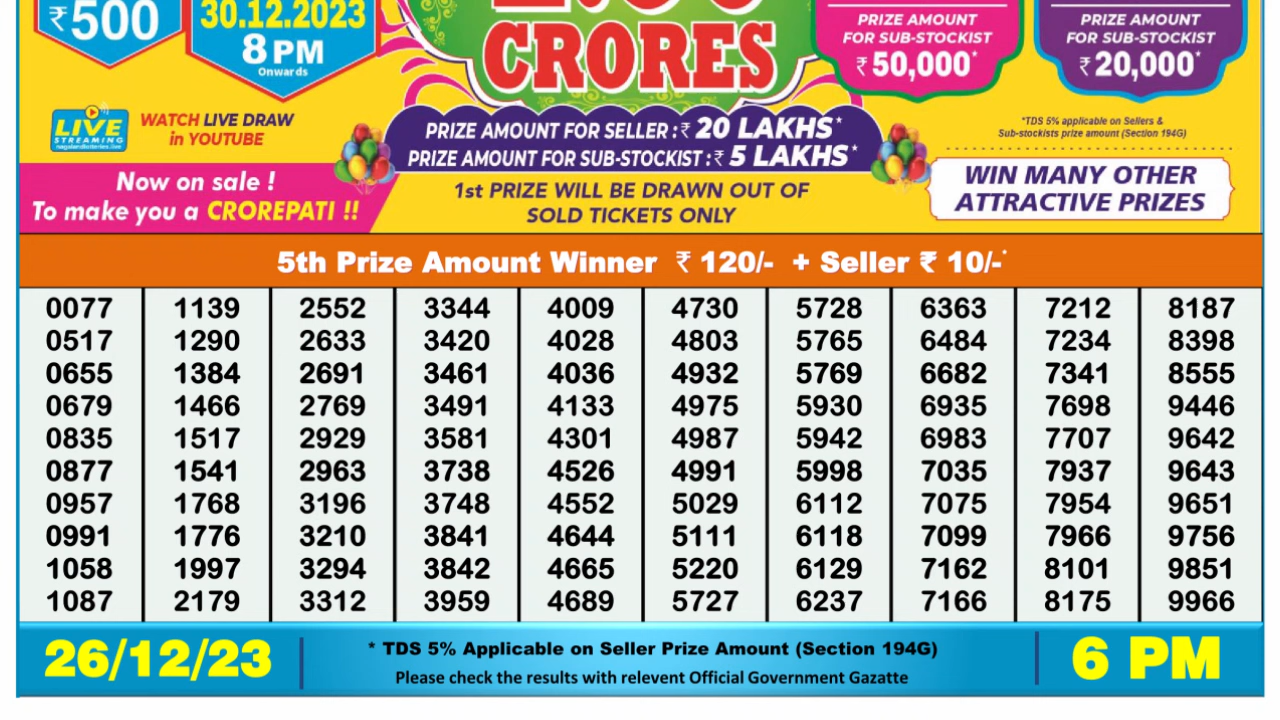 ₹500
30.12.2023
8 PM
Onwards
CRORES
PRIZE AMOUNT
FOR SUB-STOCKIST
₹ 50,000*
PRIZE AMOUNT
FOR SUB-STOCKIST
₹ 20,000*
LIVE
STREAMING
nagalandlotteries.live
WATCH LIVE DRAW
in YOUTUBE
PRIZE AMOUNT FOR SELLER :₹ 20 LAKHS*
PRIZE AMOUNT FOR SUB-STOCKIST :₹ 5 LAKHS*
*TDS 5% applicable on Sellers &
Sub-stockists prize amount (Section 194G)
Now on sale !
To make you a CROREPATI !!
1st PRIZE WILL BE DRAWN OUT OF
SOLD TICKETS ONLY
WIN MANY OTHER
ATTRACTIVE PRIZES
5th Prize Amount Winner ₹ 120/- + Seller ₹ 10/-*
0077 1139 2552 3344 4009 4730 5728 6363 7212 8187
0517 1290 2633 3420 4028 4803 5765 6484 7234 8398
0655 1384 2691 3461 4036 4932 5769 6682 7341 8555
0679 1466 2769 3491 4133 4975 5930 6935 7698 9446
0835 1517 2929 3581 4301 4987 5942 6983 7707 9642
0877 1541 2963 3738 4526 4991 5998 7035 7937 9643
0957 1768 3196 3748 4552 5029 6112 7075 7954 9651
0991 1776 3210 3841 4644 5111 6118 7099 7966 9756
1058 1997 3294 3842 4665 5220 6129 7162 8101 9851
1087 2179 3312 3959 4689 5727 6237 7166 8175 9966
26/12/23
* TDS 5% Applicable on Seller Prize Amount (Section 194G)
Please check the results with relevent Official Government Gazatte
6 PM